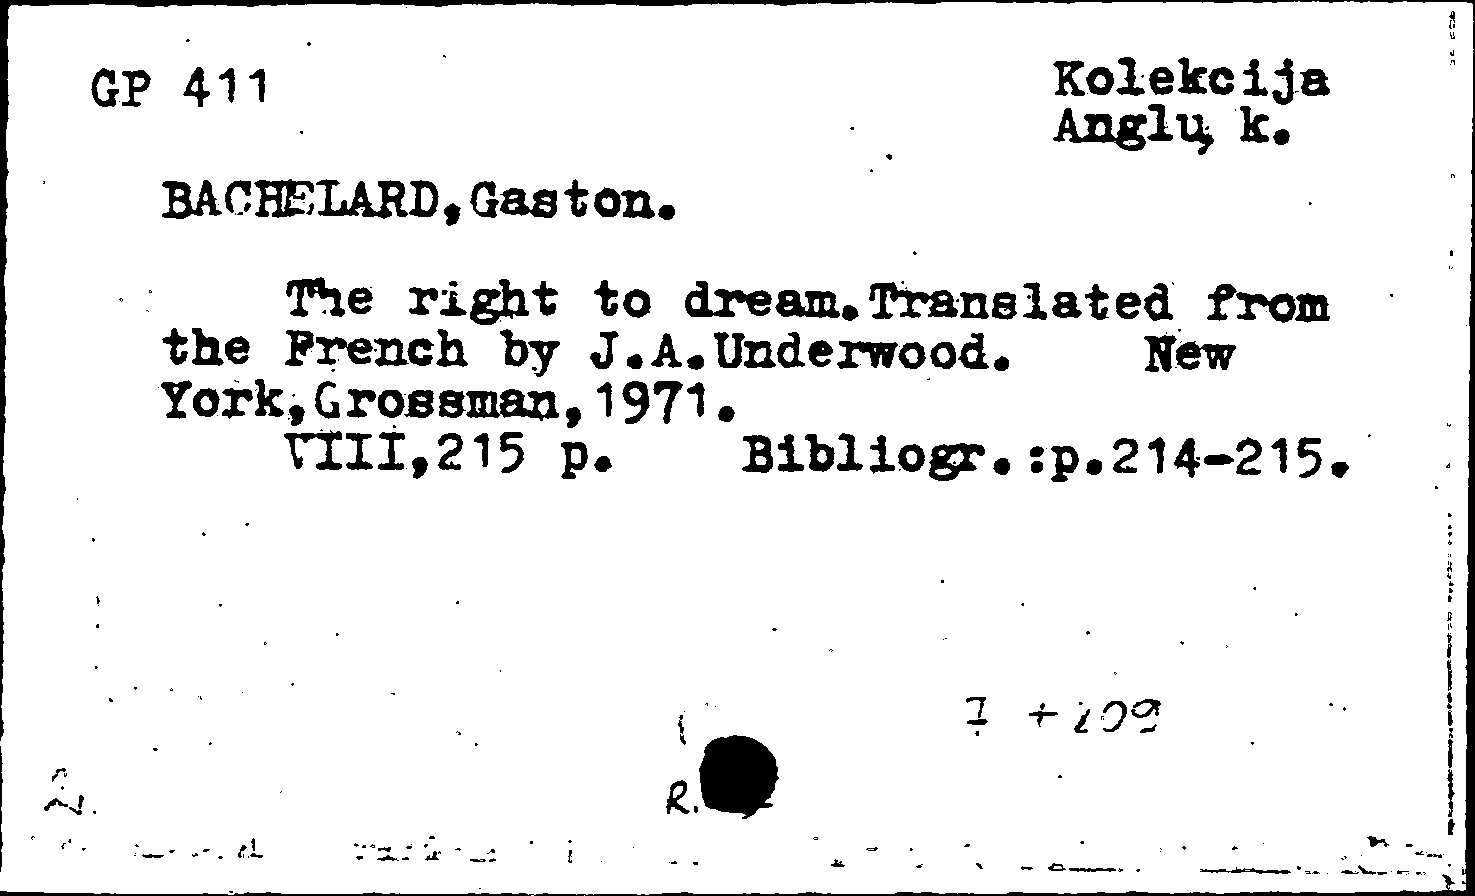 GP 411
Kolekcija
Anglų k.
BACHELARD,Gaston.
The right to dream.Translated from
the French by J.A.Underwood. New
York,Grossman,1971.
VIII,215 p. Bibliogr.:p.214-215.
R.